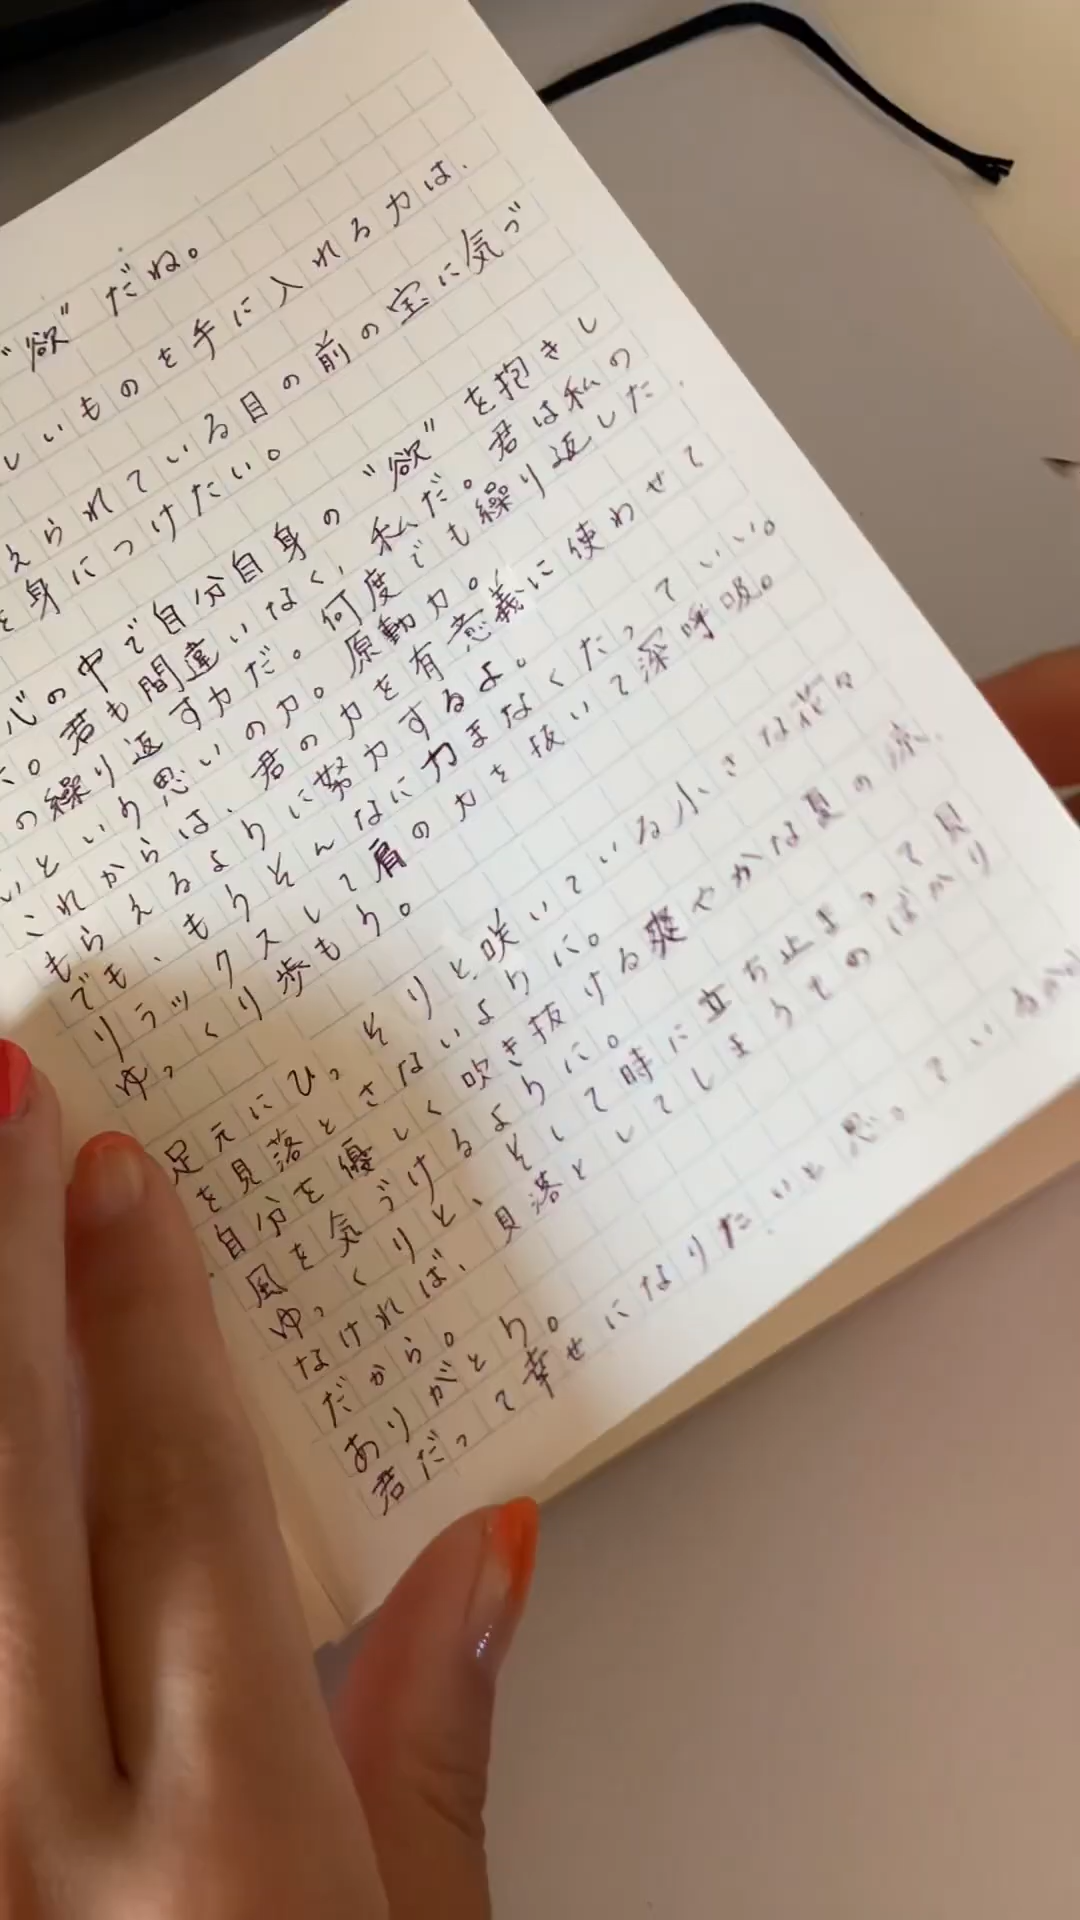 “欲”だね。
しいものを手に入れる力は、
えられている目の前の宝に気づ
を身につけたい。
心の中で自分自身の“欲”を抱きし
。君も間違いなく、私だ。君は私の
の繰り返す力だ。何度でも繰り返した
いという思いの力。原動力。
これからは、君の力を有意義に使わせて
もらえるように努力するよ。
でも、もうそんなに力まなくたっていい。
リラックスして肩の力を抜いて深呼吸。
ゆっくり歩もう。
足元にひっそりと咲いている小さな花々
を見落とさないように。
自分を優しく吹き抜ける爽やかな夏の涼
風を気づけるように。
ゆっくりと、そして時に立ち止まって見
なければ、見落としてしまうものばかり
だから。
ありがとう。
君だって幸せになりたいと思っているから